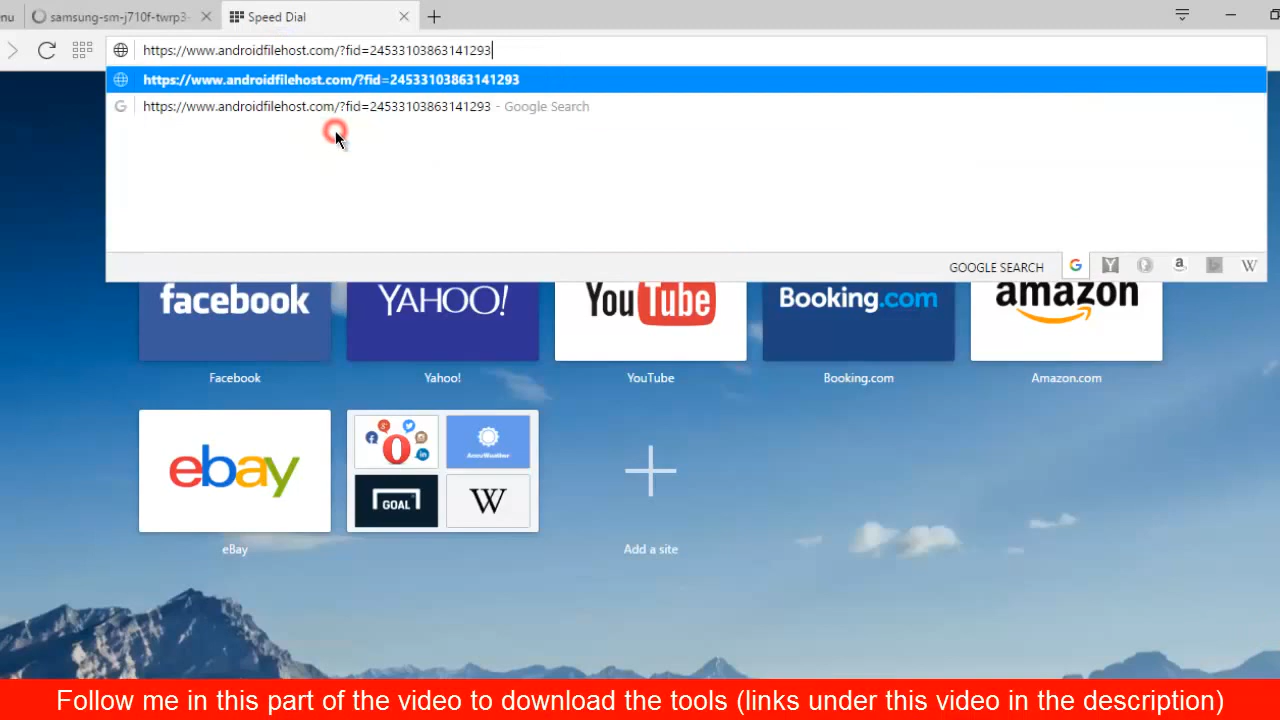 nu samsung-sm-j710f-twrp3- Speed Dial
https://www.androidfilehost.com/?fid=24533103863141293
https://www.androidfilehost.com/?fid=24533103863141293
https://www.androidfilehost.com/?fid=24533103863141293 - Google Search
GOOGLE SEARCH G Y a W
facebook YAHOO! YouTube Booking.com amazon
Facebook Yahoo! YouTube Booking.com Amazon.com
ebay AccuWeather GOAL W
eBay Add a site
Follow me in this part of the video to download the tools (links under this video in the description)